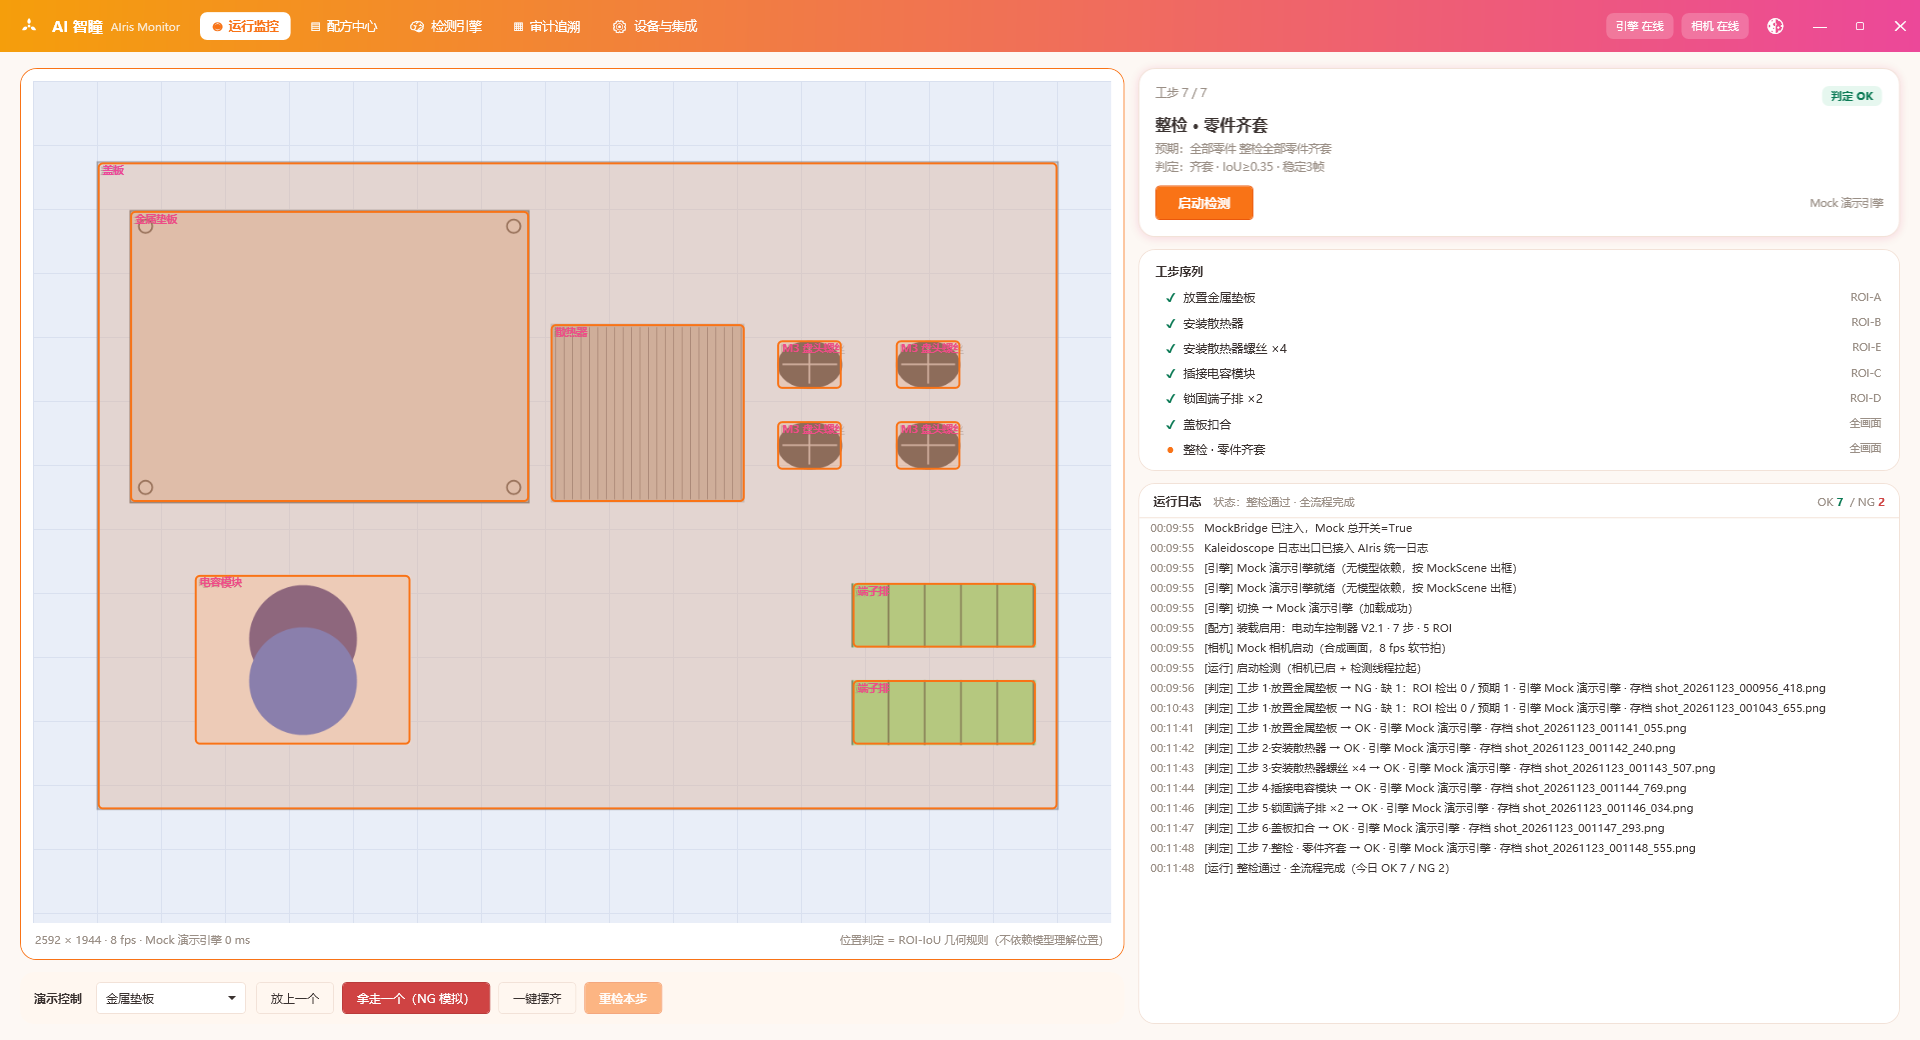 AI 智瞳 AIris Monitor 运行监控 配方中心 检测引擎 审计追溯 设备与集成 引擎 在线 相机 在线
盖板
金属垫板
散热器
M3 盘头螺丝 M3 盘头螺丝
M3 盘头螺丝 M3 盘头螺丝
电容模块
端子排
端子排
2592 × 1944 · 8 fps · Mock 演示引擎 0 ms
位置判定 = ROI-IoU 几何规则（不依赖模型理解位置）
演示控制 金属垫板 放上一个 拿走一个（NG 模拟） 一键摆齐 重检本步
工步 7 / 7
判定 OK
整检 • 零件齐套
预期：全部零件 整检全部零件齐套
判定：齐套 · IoU≥0.35 · 稳定3帧
启动检测
Mock 演示引擎
工步序列
放置金属垫板 ROI-A
安装散热器 ROI-B
安装散热器螺丝 ×4 ROI-E
插接电容模块 ROI-C
锁固端子排 ×2 ROI-D
盖板扣合 全画面
整检 · 零件齐套 全画面
运行日志 状态：整检通过 · 全流程完成 OK 7 / NG 2
00:09:55 MockBridge 已注入，Mock 总开关=True
00:09:55 Kaleidoscope 日志出口已接入 AIris 统一日志
00:09:55 [引擎] Mock 演示引擎就绪（无模型依赖，按 MockScene 出框）
00:09:55 [引擎] Mock 演示引擎就绪（无模型依赖，按 MockScene 出框）
00:09:55 [引擎] 切换 → Mock 演示引擎（加载成功）
00:09:55 [配方] 装载启用：电动车控制器 V2.1 · 7 步 · 5 ROI
00:09:55 [相机] Mock 相机启动（合成画面，8 fps 软节拍）
00:09:55 [运行] 启动检测（相机已启 + 检测线程拉起）
00:09:56 [判定] 工步 1·放置金属垫板 → NG · 缺 1：ROI 检出 0 / 预期 1 · 引擎 Mock 演示引擎 · 存档 shot_20261123_000956_418.png
00:10:43 [判定] 工步 1·放置金属垫板 → NG · 缺 1：ROI 检出 0 / 预期 1 · 引擎 Mock 演示引擎 · 存档 shot_20261123_001043_655.png
00:11:41 [判定] 工步 1·放置金属垫板 → OK · 引擎 Mock 演示引擎 · 存档 shot_20261123_001141_055.png
00:11:42 [判定] 工步 2·安装散热器 → OK · 引擎 Mock 演示引擎 · 存档 shot_20261123_001142_240.png
00:11:43 [判定] 工步 3·安装散热器螺丝 ×4 → OK · 引擎 Mock 演示引擎 · 存档 shot_20261123_001143_507.png
00:11:44 [判定] 工步 4·插接电容模块 → OK · 引擎 Mock 演示引擎 · 存档 shot_20261123_001144_769.png
00:11:46 [判定] 工步 5·锁固端子排 ×2 → OK · 引擎 Mock 演示引擎 · 存档 shot_20261123_001146_034.png
00:11:47 [判定] 工步 6·盖板扣合 → OK · 引擎 Mock 演示引擎 · 存档 shot_20261123_001147_293.png
00:11:48 [判定] 工步 7·整检 · 零件齐套 → OK · 引擎 Mock 演示引擎 · 存档 shot_20261123_001148_555.png
00:11:48 [运行] 整检通过 · 全流程完成（今日 OK 7 / NG 2）